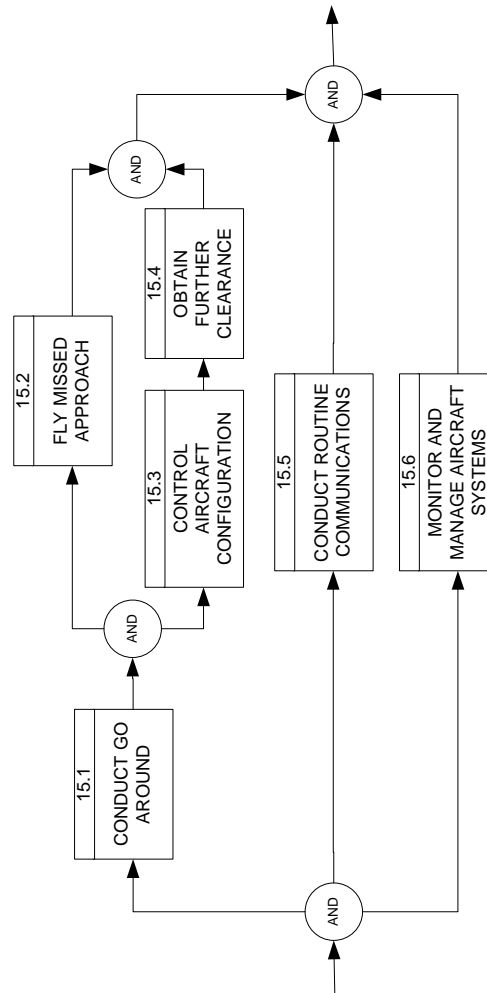 AND
15.1
CONDUCT GO
AROUND
AND
15.2
FLY MISSED
APPROACH
15.3
CONTROL
AIRCRAFT
CONFIGURATION
15.4
OBTAIN
FURTHER
CLEARANCE
AND
15.5
CONDUCT ROUTINE
COMMUNICATIONS
15.6
MONITOR AND
MANAGE AIRCRAFT
SYSTEMS
AND